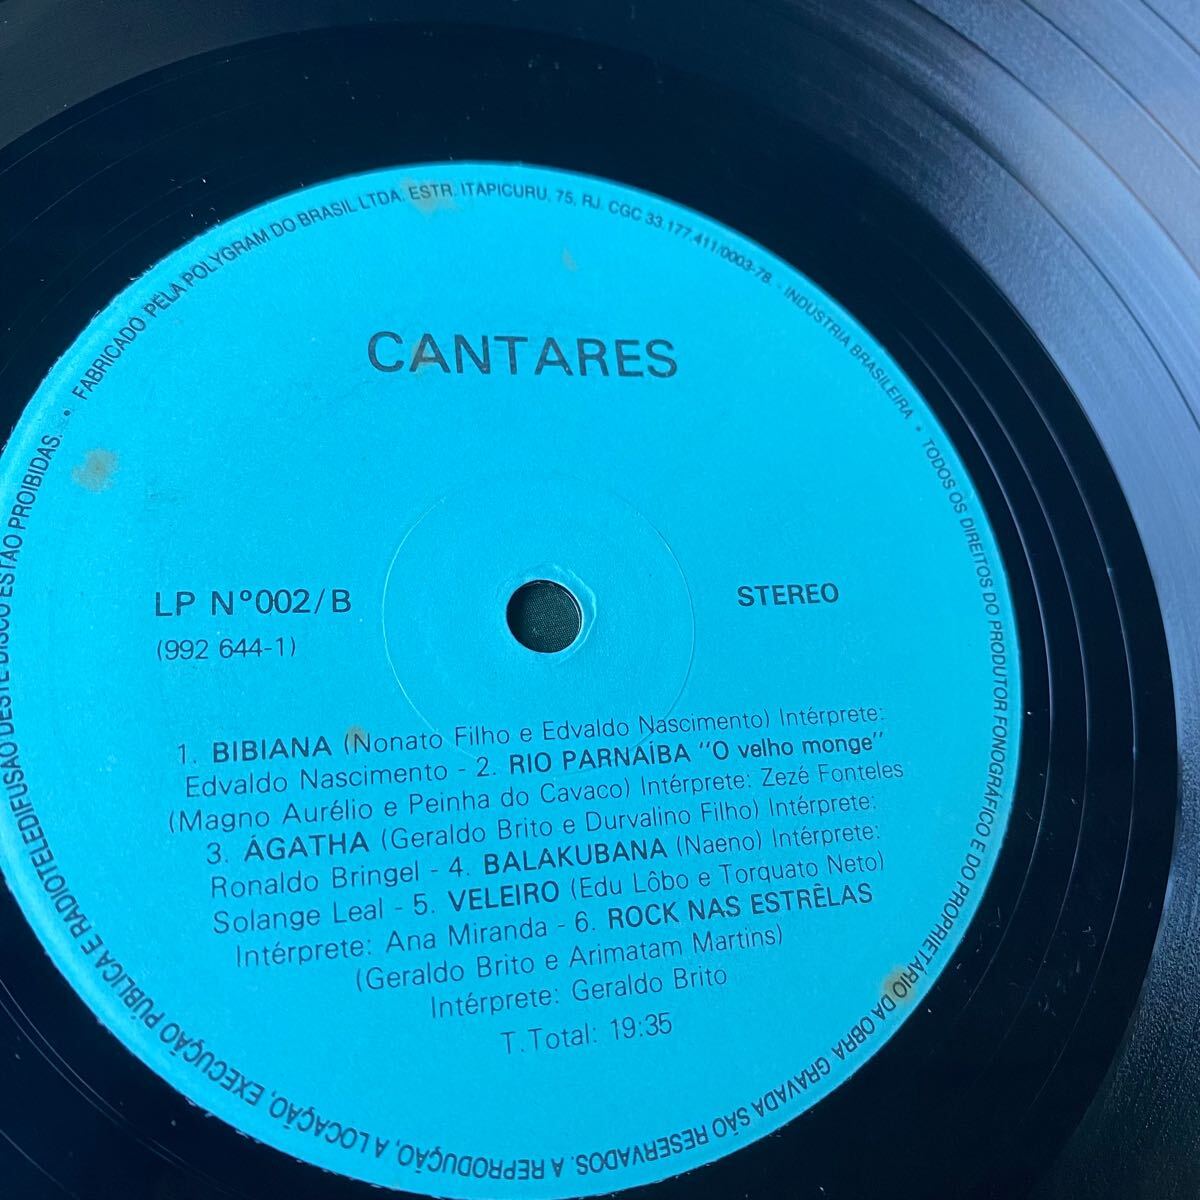 FABRICADO PELA POLYGRAM DO BRASIL LTDA. ESTR. ITAPICURU, 75, RJ. CGC 33.177.411/0003-78. - INDÚSTRIA BRASILEIRA • TODOS OS DIREITOS DO PRODUTOR FONOGRÁFICO E DO PROPRIETÁRIO DA OBRA GRAVADA SÃO RESERVADOS. A REPRODUÇÃO, A LOCAÇÃO, EXECUÇÃO PÚBLICA E RADIOTELEDIFUSÃO DESTE DISCO ESTÃO PROIBIDAS. •
CANTARES
LP Nº 002/B
(992 644-1)
STEREO
1. BIBIANA (Nonato Filho e Edvaldo Nascimento) Intérprete:
Edvaldo Nascimento - 2. RIO PARNAÍBA "O velho monge"
(Magno Aurélio e Peinha do Cavaco) Intérprete: Zezé Fonteles
3. ÁGATHA (Geraldo Brito e Durvalino Filho) Intérprete:
Ronaldo Bringel - 4. BALAKUBANA (Naeno) Intérprete:
Solange Leal - 5. VELEIRO (Edu Lôbo e Torquato Neto)
Intérprete: Ana Miranda - 6. ROCK NAS ESTRÊLAS
(Geraldo Brito e Arimatam Martins)
Intérprete: Geraldo Brito
T. Total: 19:35